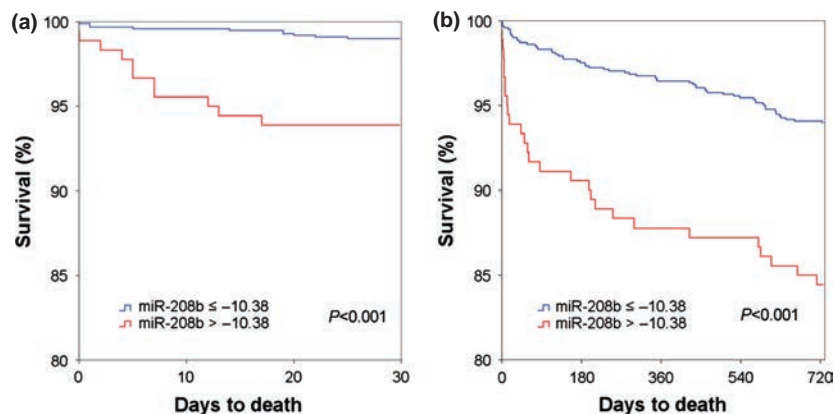 (a)
Survival (%)
100
95
90
85
80
miR-208b ≤ –10.38
miR-208b > –10.38
P<0.001
0
10
20
30
Days to death
(b)
Survival (%)
100
95
90
85
80
miR-208b ≤ –10.38
miR-208b > –10.38
P<0.001
0
180
360
540
720
Days to death